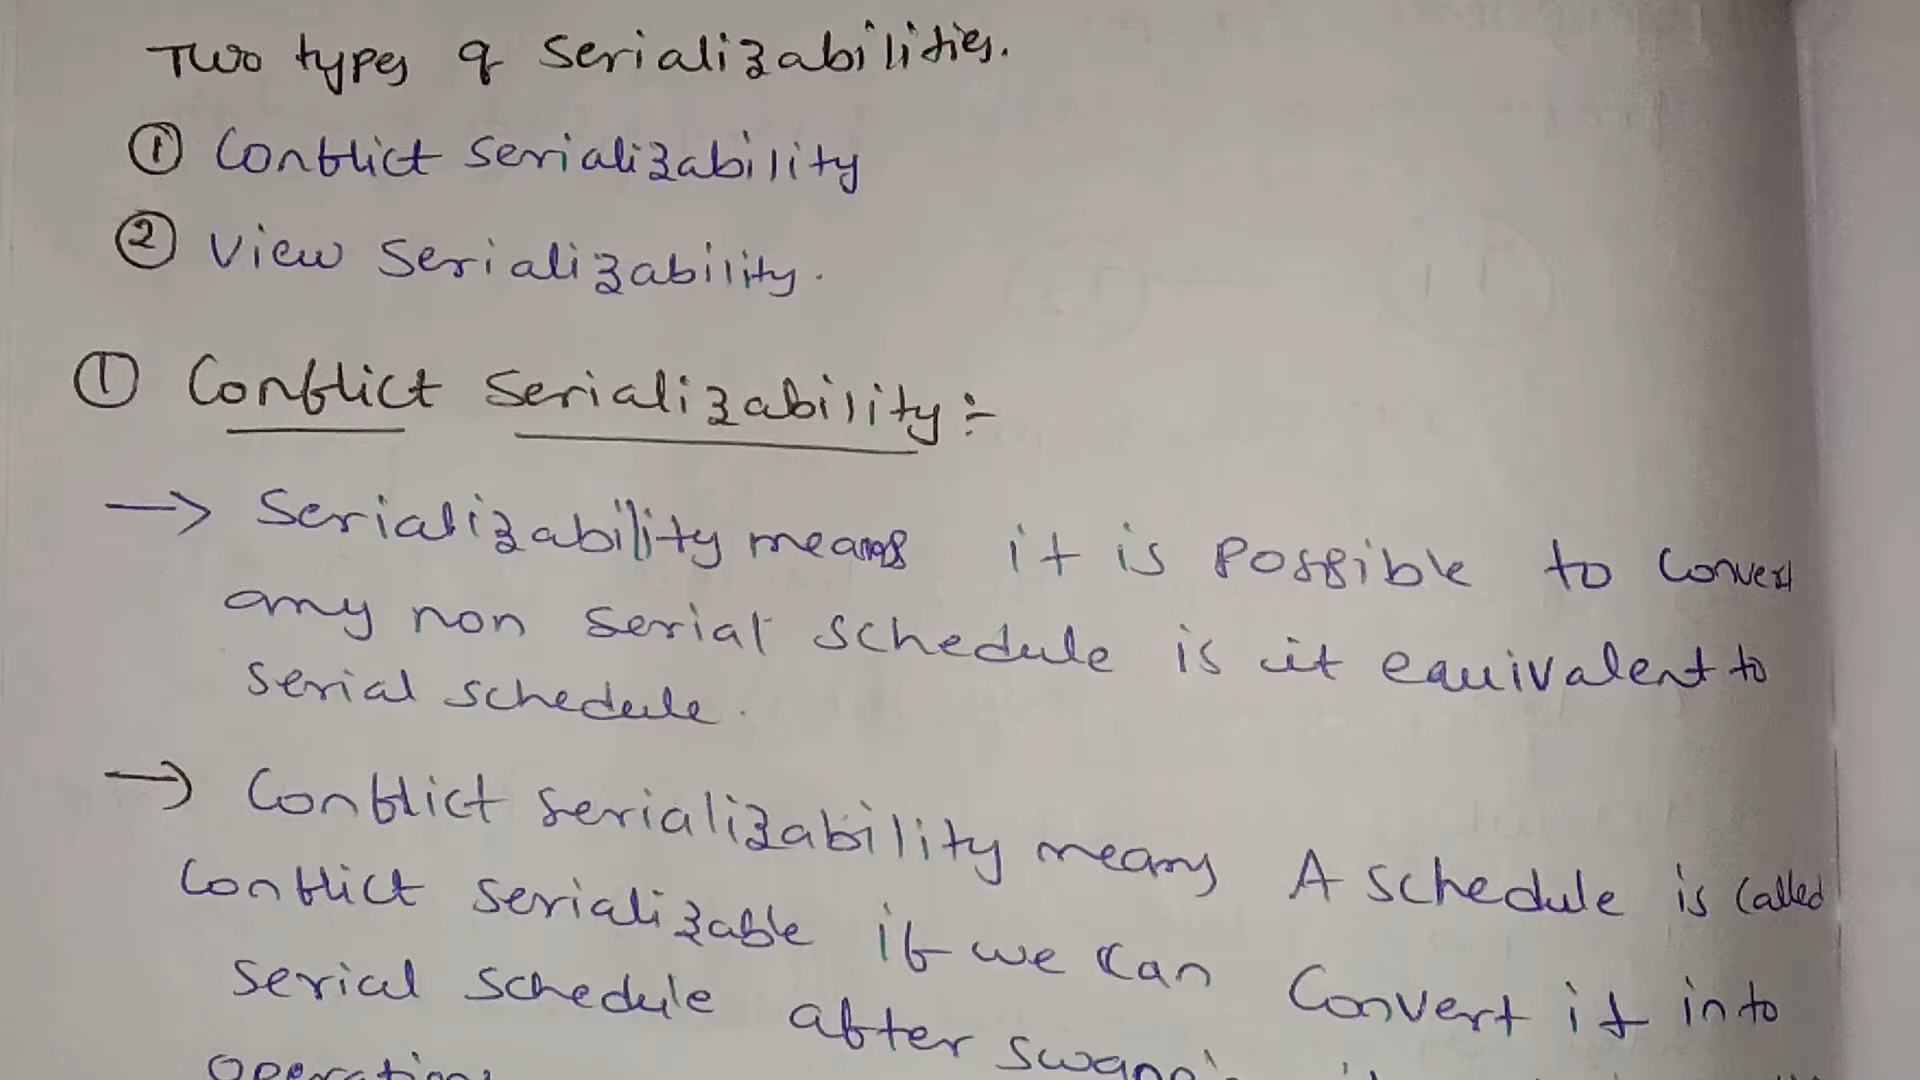 Two types of Serializabilities.
① Conflict Serializability
② View Serializability.
① Conflict Serializability :-
→ Serializability means it is possible to convert
any non serial schedule is it equivalent to
serial schedule.
→ Conflict serializability means A schedule is called
Conflict serializable if we can Convert it into
serial schedule after